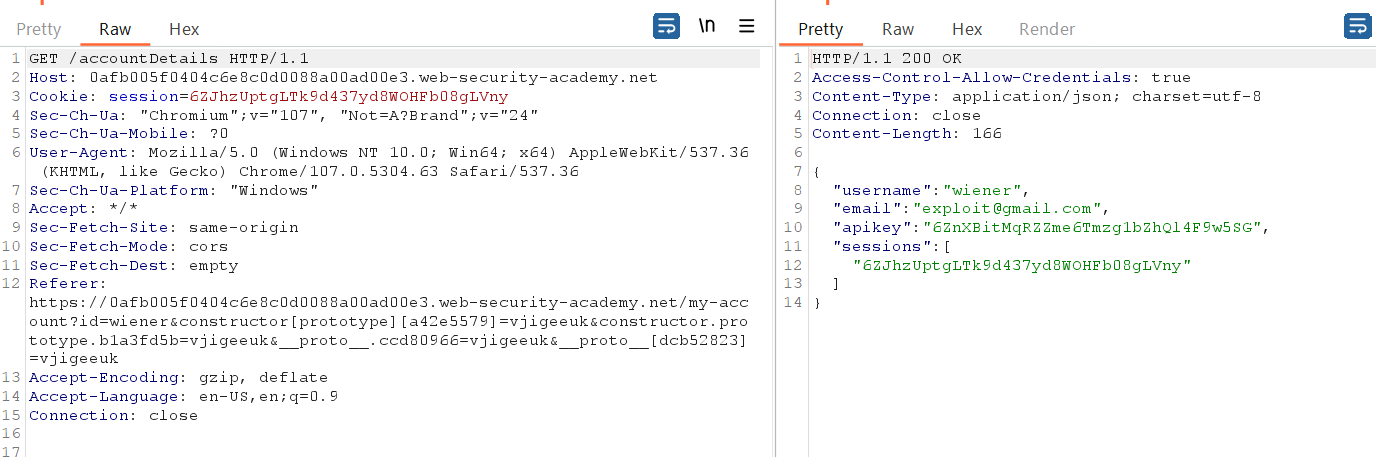 Pretty Raw Hex \n
1 GET /accountDetails HTTP/1.1
2 Host: 0afb005f0404c6e8c0d0088a00ad00e3.web-security-academy.net
3 Cookie: session=6ZJhzUptgLTk9d437yd8WOHFb08gLVny
4 Sec-Ch-Ua: "Chromium";v="107", "Not=A?Brand";v="24"
5 Sec-Ch-Ua-Mobile: ?0
6 User-Agent: Mozilla/5.0 (Windows NT 10.0; Win64; x64) AppleWebKit/537.36
(KHTML, like Gecko) Chrome/107.0.5304.63 Safari/537.36
7 Sec-Ch-Ua-Platform: "Windows"
8 Accept: */*
9 Sec-Fetch-Site: same-origin
10 Sec-Fetch-Mode: cors
11 Sec-Fetch-Dest: empty
12 Referer:
https://0afb005f0404c6e8c0d0088a00ad00e3.web-security-academy.net/my-acc
ount?id=wiener&constructor[prototype][a42e5579]=vjigeeuk&constructor.pro
totype.b1a3fd5b=vjigeeuk&__proto__.ccd80966=vjigeeuk&__proto__[dcb52823]
=vjigeeuk
13 Accept-Encoding: gzip, deflate
14 Accept-Language: en-US,en;q=0.9
15 Connection: close
16
17
Pretty Raw Hex Render
1 HTTP/1.1 200 OK
2 Access-Control-Allow-Credentials: true
3 Content-Type: application/json; charset=utf-8
4 Connection: close
5 Content-Length: 166
6
7 {
8 "username":"wiener",
9 "email":"exploit@gmail.com",
10 "apikey":"6ZnXBitMqRZZme6Tmzg1bZhQl4F9w5SG",
11 "sessions":[
12 "6ZJhzUptgLTk9d437yd8WOHFb08gLVny"
13 ]
14 }